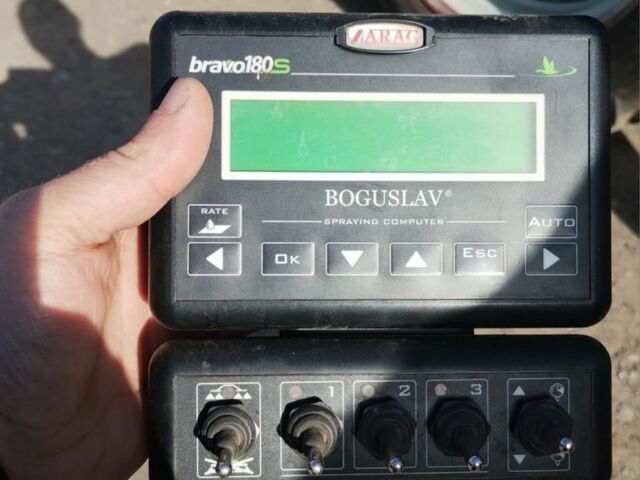 ARAG
bravo180S
BOGUSLAV®
SPRAYING COMPUTER
RATE
AUTO
OK
ESC
1 2 3